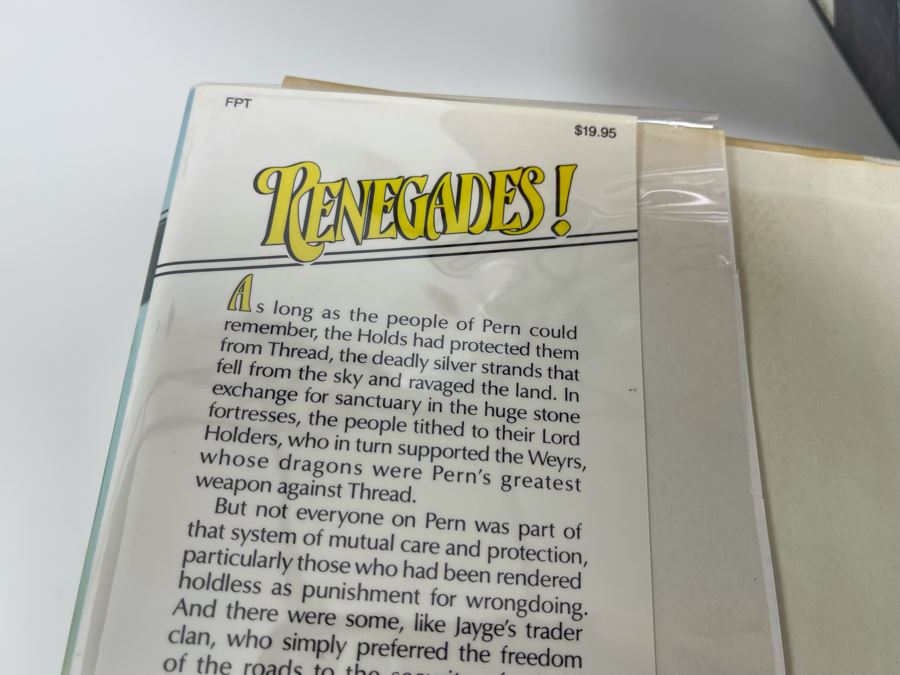 FPT
$19.95
RENEGADES!
As long as the people of Pern could
remember, the Holds had protected them
from Thread, the deadly silver strands that
fell from the sky and ravaged the land. In
exchange for sanctuary in the huge stone
fortresses, the people tithed to their Lord
Holders, who in turn supported the Weyrs,
whose dragons were Pern's greatest
weapon against Thread.
But not everyone on Pern was part of
that system of mutual care and protection,
particularly those who had been rendered
holdless as punishment for wrongdoing.
And there were some, like Jayge's trader
clan, who simply preferred the freedom
of the roads to the